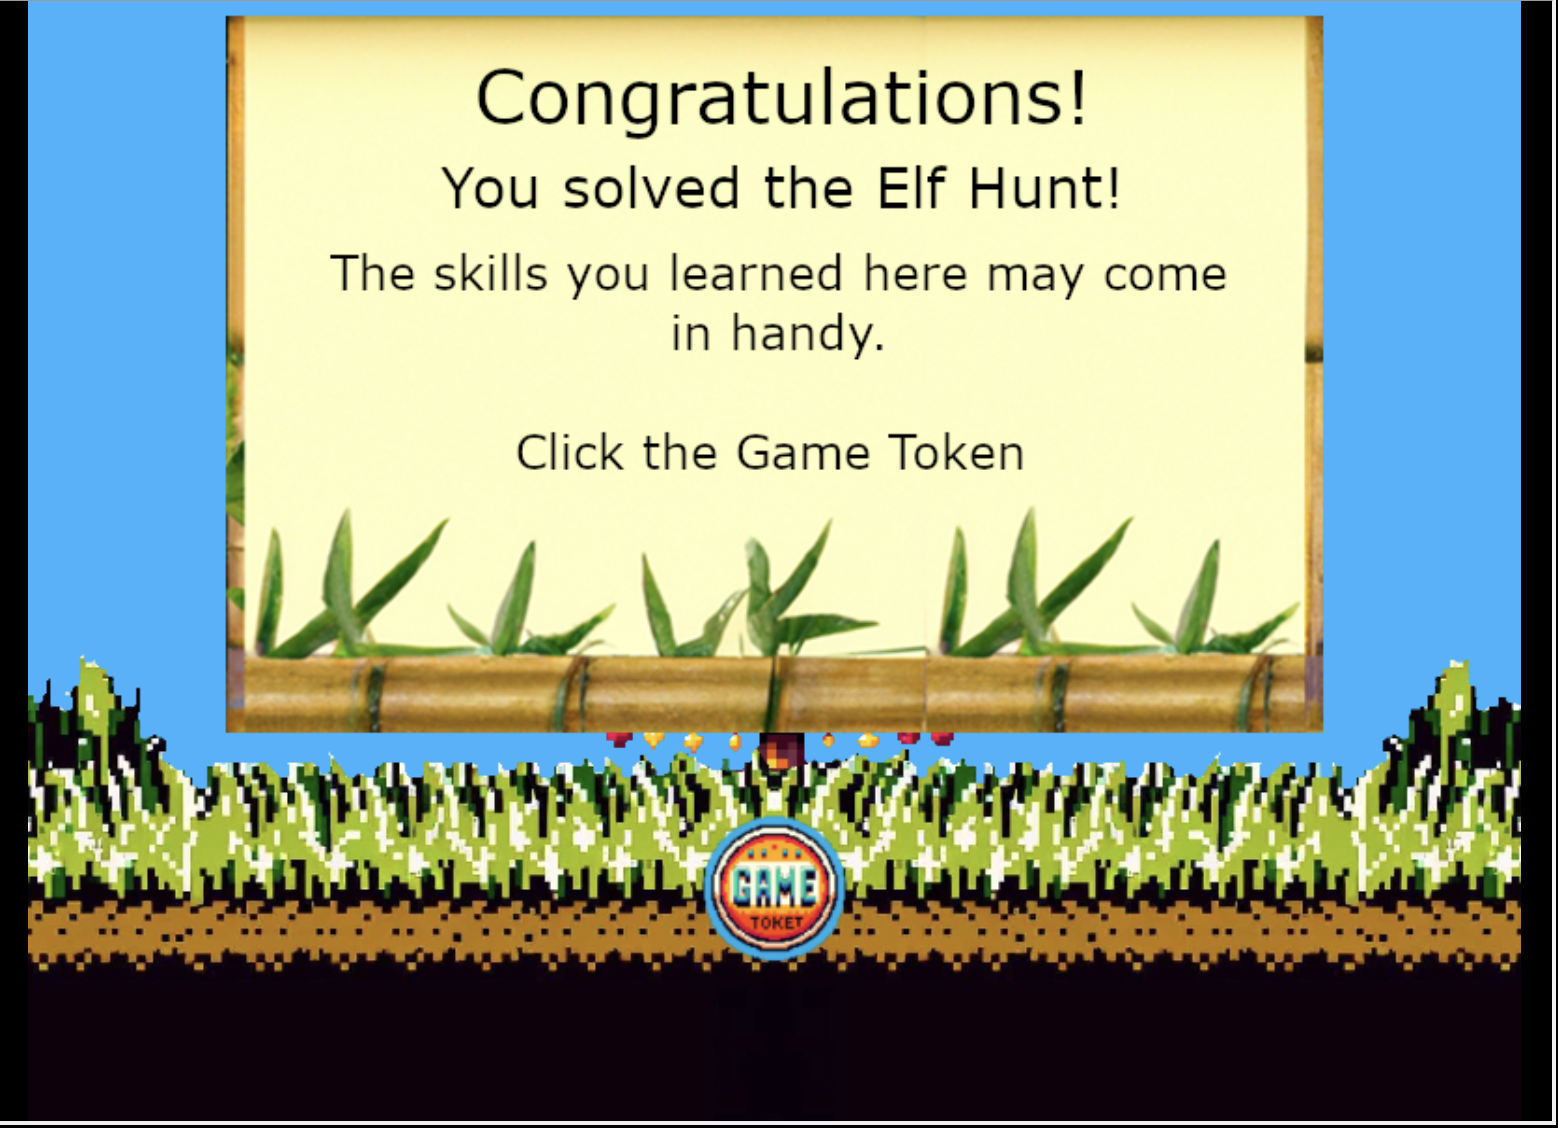 Congratulations!
You solved the Elf Hunt!
The skills you learned here may come
in handy.
Click the Game Token
GAME
TOKET